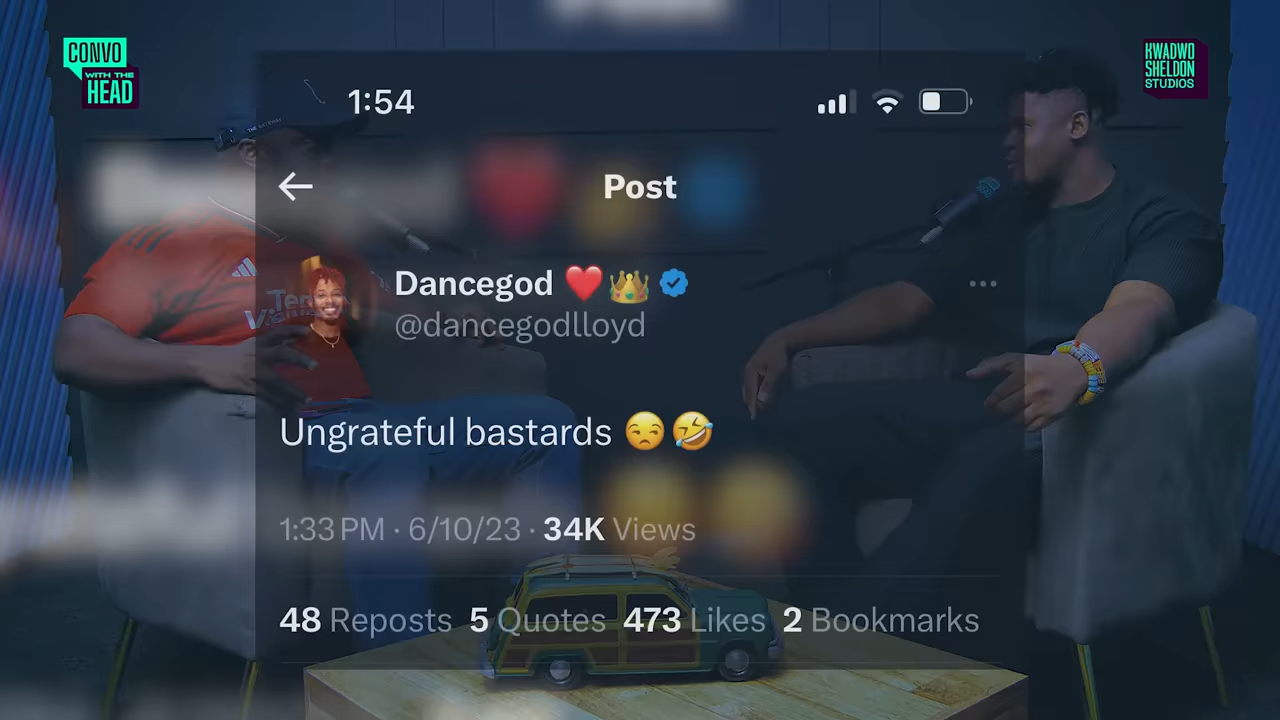 CONVO
WITH THE
HEAD
KWADWO
SHELDON
STUDIOS
1:54
Post
Dancegod ❤️👑
@dancegodlloyd
Ungrateful bastards 😒🤣
1:33 PM · 6/10/23 · 34K Views
48 Reposts 5 Quotes 473 Likes 2 Bookmarks